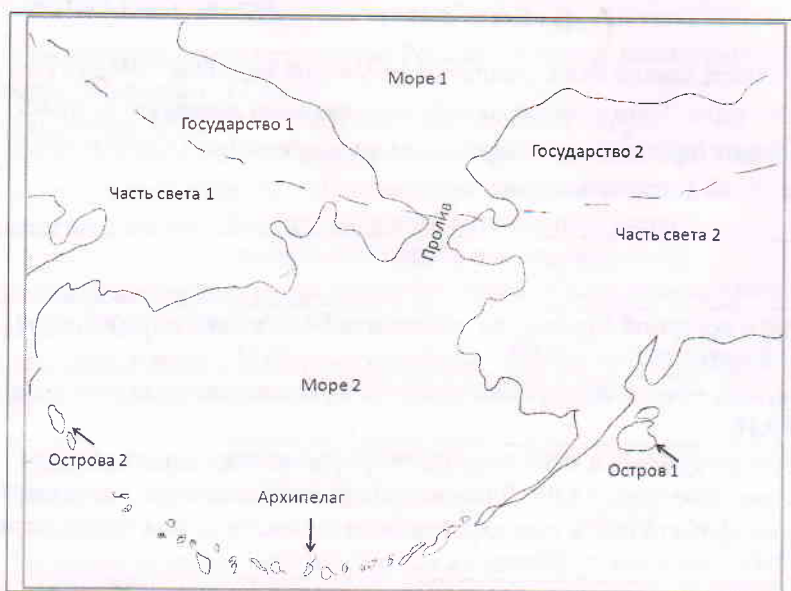 Море 1
Государство 1
Государство 2
Часть света 1
Пролив
Часть света 2
Море 2
Острова 2
Остров 1
Архипелаг